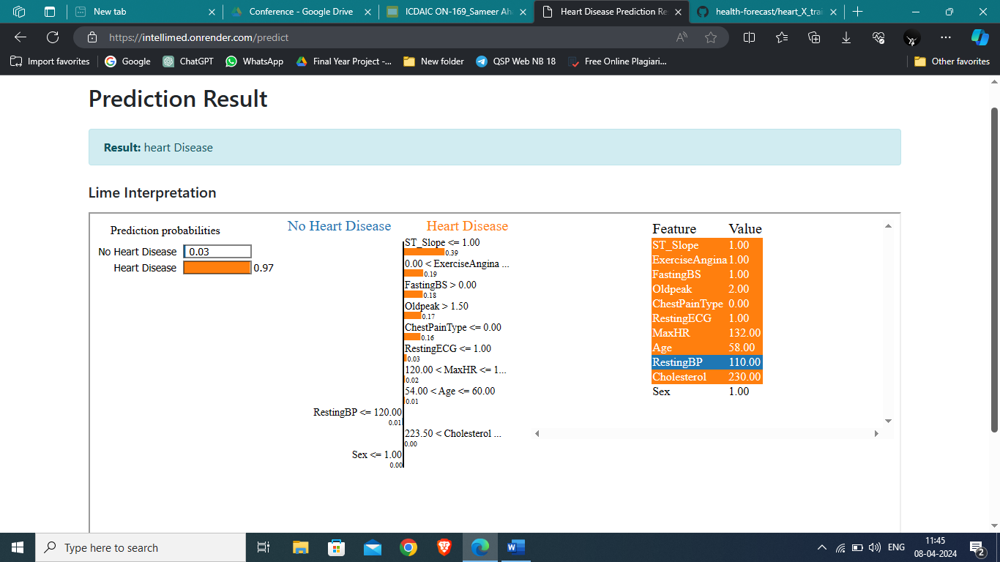 New tab
Conference - Google Drive
ICDAIC ON-169_Sameer Ah
Heart Disease Prediction Re
health-forecast/heart_X_trai
https://intellimed.onrender.com/predict
Import favorites
Google
ChatGPT
WhatsApp
Final Year Project -...
New folder
QSP Web NB 18
Free Online Plagiari...
Other favorites
Prediction Result
Result: heart Disease
Lime Interpretation
Prediction probabilities
No Heart Disease 0.03
Heart Disease 0.97
No Heart Disease
Heart Disease
ST_Slope <= 1.00
0.39
0.00 < ExerciseAngina ...
0.19
FastingBS > 0.00
0.18
Oldpeak > 1.50
0.17
ChestPainType <= 0.00
0.16
RestingECG <= 1.00
0.03
120.00 < MaxHR <= 1...
0.02
54.00 < Age <= 60.00
0.01
RestingBP <= 120.00
0.01
223.50 < Cholesterol ...
0.00
Sex <= 1.00
0.00
Feature Value
ST_Slope 1.00
ExerciseAngina 1.00
FastingBS 1.00
Oldpeak 2.00
ChestPainType 0.00
RestingECG 1.00
MaxHR 132.00
Age 58.00
RestingBP 110.00
Cholesterol 230.00
Sex 1.00
Type here to search
ENG
11:45
08-04-2024
2